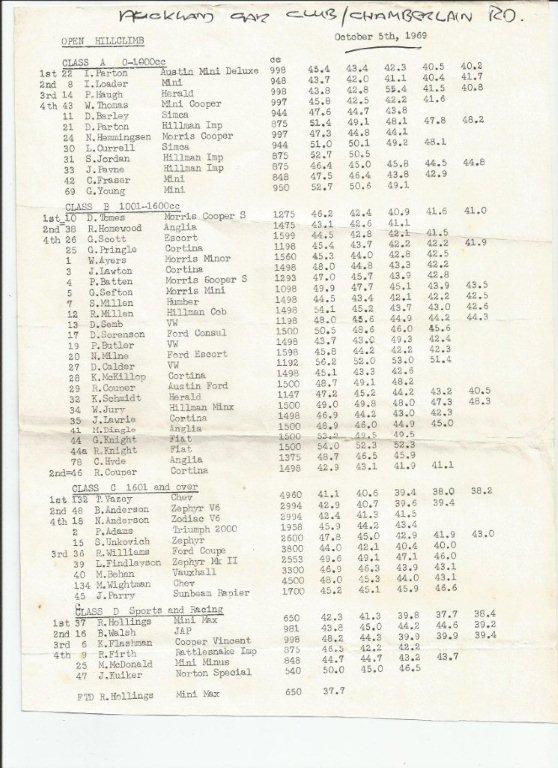 AUCKLAND CAR CLUB/CHAMBERLAIN RD.
OPEN HILLCLIMB October 5th, 1969
CLASS A 0-1000cc cc
1st 22 I.Parton Austin Mini Deluxe 998 45.4 43.4 42.3 40.5 40.2
2nd 8 I.Loader Mini 948 43.7 42.0 41.1 40.4 41.7
3rd 14 P.Haugh Herald 998 43.8 42.8 55.4 41.5 40.8
4th 43 W.Thomas Mini Cooper 997 45.8 42.5 42.2 41.6
11 D.Barley Simca 944 47.6 44.7 43.8
21 D.Parton Hillman Imp 875 51.4 49.1 48.1 47.8 48.2
24 N.Hemmingsen Morris Cooper 997 47.3 44.8 44.1
30 L.Currell Simca 944 51.0 50.1 49.2 48.1
31 S.Jordan Hillman Imp 875 52.7 50.5
33 J.Payne Hillman Imp 875 46.4 45.0 45.8 44.5 44.8
42 C.Fraser Mini 848 47.5 46.4 43.8 42.9
69 G.Young Mini 950 52.7 50.6 49.1
CLASS B 1001-1600cc
1st 10 D.Tomes Morris Cooper S 1275 46.2 42.4 40.9 41.6 41.0
2nd 38 R.Homewood Anglia 1475 43.1 42.6 41.1
4th 26 G.Scott Escort 1599 44.5 42.8 42.1 41.5
25 G.Pringle Cortina 1198 45.4 43.7 42.2 42.2 41.9
1 W.Ayers Morris Minor 1560 45.3 44.0 42.8 42.5
3 J.Lawton Cortina 1498 48.0 44.8 43.3 42.2
4 P.Batten Morris Cooper S 1293 47.0 45.7 43.9 42.8
5 G.Sefton Morris Mini 1098 49.9 47.7 45.1 43.9 43.5
7 S.Millen Humber 1498 44.5 43.4 42.1 42.2 42.5
12 R.Millen Hillman Cob 1498 54.1 45.2 43.7 43.0 42.6
13 D.Semb VW 1198 48.0 45.6 44.9 44.2 44.3
17 D.Sorenson Ford Consul 1500 50.5 48.6 46.0 45.6
19 P.Butler VW 1498 43.7 43.0 49.3 42.4
20 N.Milne Ford Escort 1598 45.8 44.2 42.2 42.3
27 D.Calder VW 1192 56.2 52.0 53.0 51.4
28 K.McKillop Cortina 1498 45.1 43.3 42.6
29 R.Couper Austin Ford 1500 48.7 49.1 48.2
32 K.Schmidt Herald 1147 47.2 45.2 44.2 43.2 40.5
34 W.Jury Hillman Minx 1500 49.0 49.8 48.0 47.3 48.3
35 J.Lawrie Cortina 1498 46.9 44.2 43.0 42.3
41 M.Dingle Anglia 1500 48.9 46.0 44.9 45.0
44 G.Knight Fiat 1500 53.2 49.5 49.5
44a R.Knight Fiat 1500 54.0 52.3 52.3
78 C.Hyde Anglia 1375 48.7 46.5 45.9
2nd=46 R.Couper Cortina 1498 42.9 43.1 41.9 41.1
CLASS C 1601 and over
1st 132 T.Vazey Chev 4960 41.1 40.6 39.4 38.0 38.2
2nd 48 B.Anderson Zephyr V6 2994 42.9 40.7 39.6 39.4
4th 18 N.Anderson Zodiac V6 2994 42.4 41.3 41.5
2 P.Adams Triumph 2000 1958 45.9 44.2 43.4
15 S.Unkovich Zephyr 2600 47.8 45.0 42.9 41.9 43.0
3rd 36 R.Williams Ford Coupe 3800 44.0 42.1 40.4 40.0
39 L.Findlayson Zephyr Mk II 2553 49.6 49.1 47.1 46.0
40 M.Behan Vauxhall 3300 46.9 46.3 43.9 43.1
134 M.Wightman Chev 4500 48.0 45.3 44.0 43.1
45 J.Parry Sunbeam Rapier 1700 45.2 45.1 45.9 46.6
CLASS D Sports and Racing
1st 37 R.Hollings Mini Max 650 42.3 41.3 39.8 37.7 38.4
2nd 16 B.Walsh JAP 981 43.8 45.0 44.2 44.6 39.2
3rd 6 K.Flashman Cooper Vincent 998 48.2 44.3 39.9 39.9 39.4
4th 9 R.Firth Rattlesnake Imp 875 46.5 42.2 42.2
25 M.McDonald Mini Minus 848 44.7 44.7 43.2 43.7
47 J.Kuiker Norton Special 540 50.0 45.0 46.5
FTD R.Hollings Mini Max 650 37.7